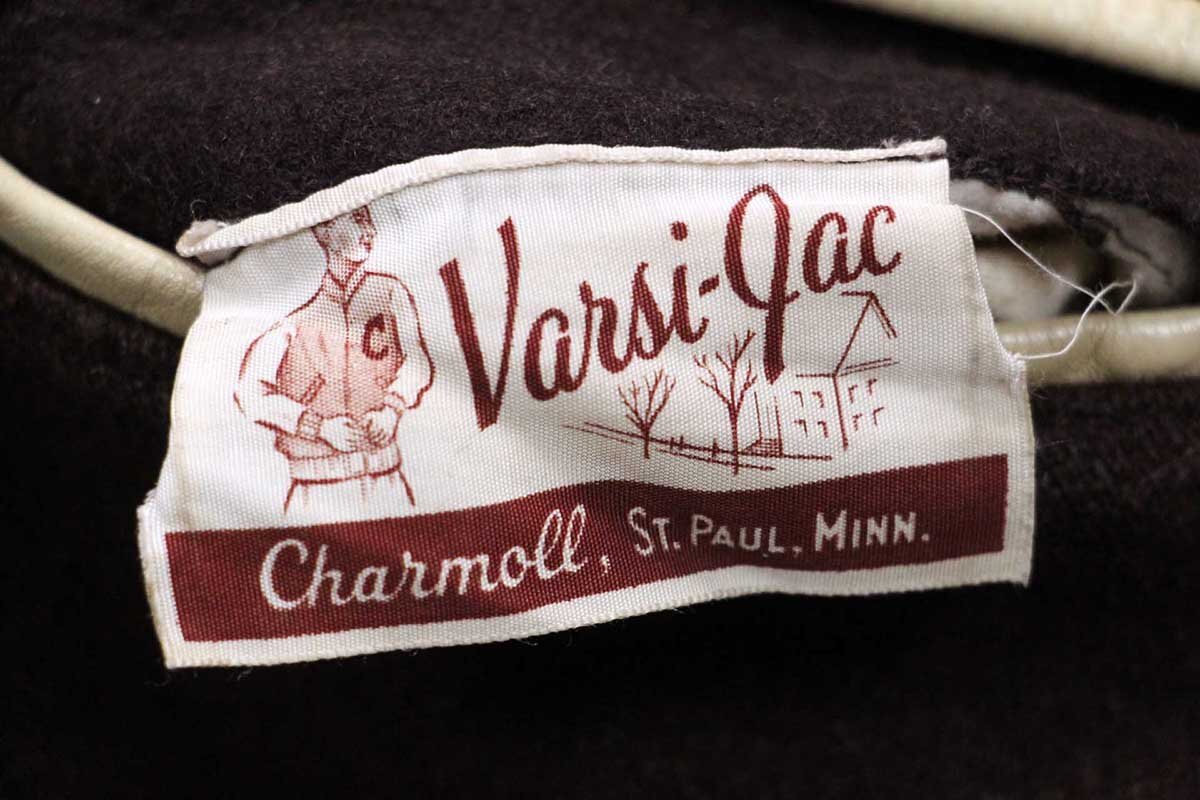 Varsi-Jac
C
Charmoll, St. Paul, Minn.